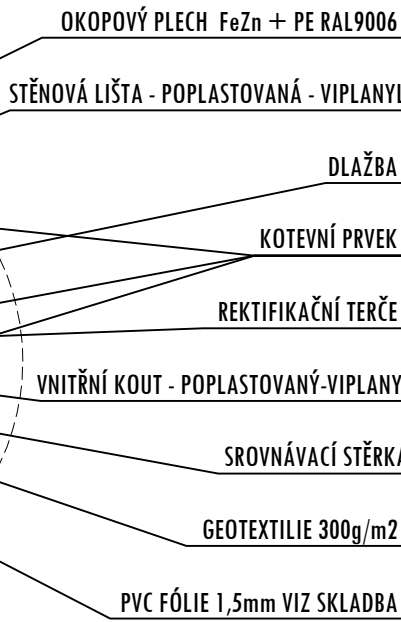 OKOPOVÝ PLECH FeZn + PE RAL9006
STĚNOVÁ LIŠTA - POPLASTOVANÁ - VIPLANYL
DLAŽBA
KOTEVNÍ PRVEK
REKTIFIKAČNÍ TERČE
VNITŘNÍ KOUT - POPLASTOVANÝ-VIPLANY
SROVNÁVACÍ STĚRKA
GEOTEXTILIE 300g/m2
PVC FÓLIE 1,5mm VIZ SKLADBA